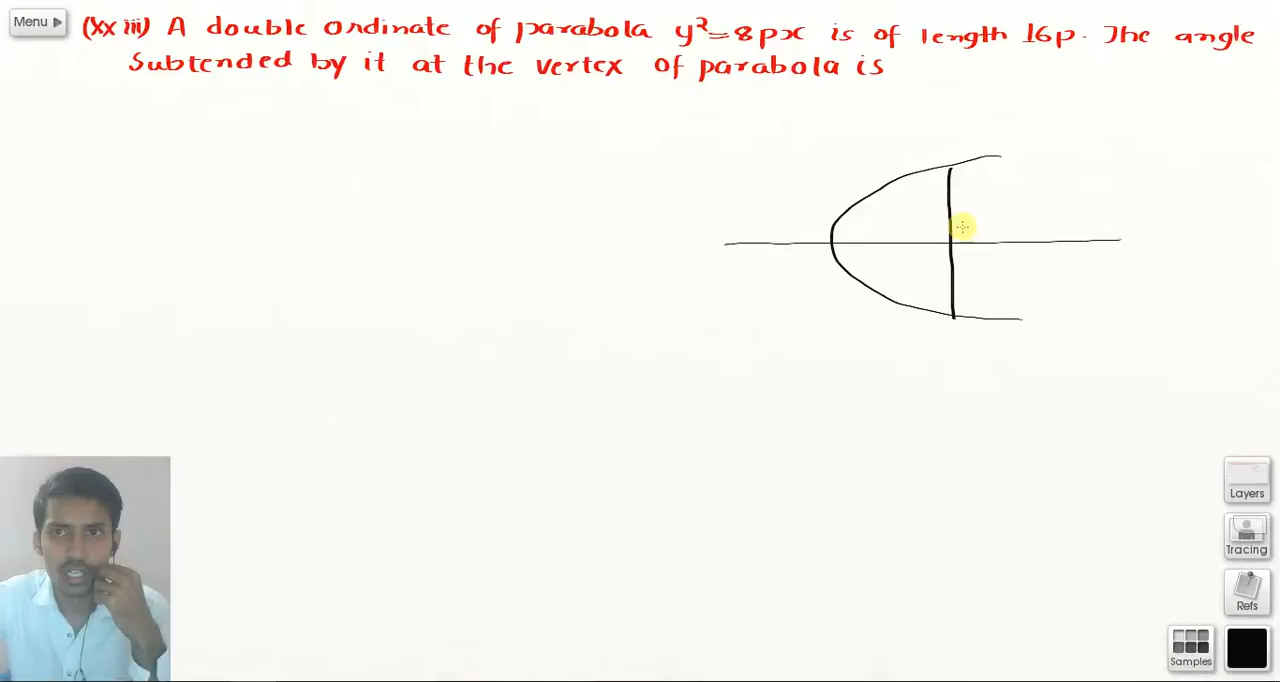 Menu
(xx iii) A double ordinate of parabola y²=8px is of length 16p. The angle
subtended by it at the vertex of parabola is
Layers
Tracing
Refs
Samples